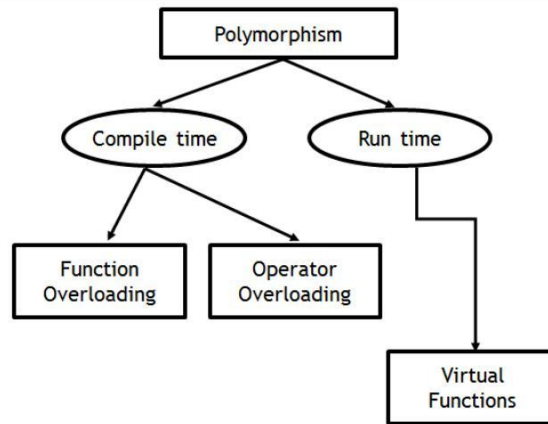 Polymorphism
Compile time
Run time
Function
Overloading
Operator
Overloading
Virtual
Functions